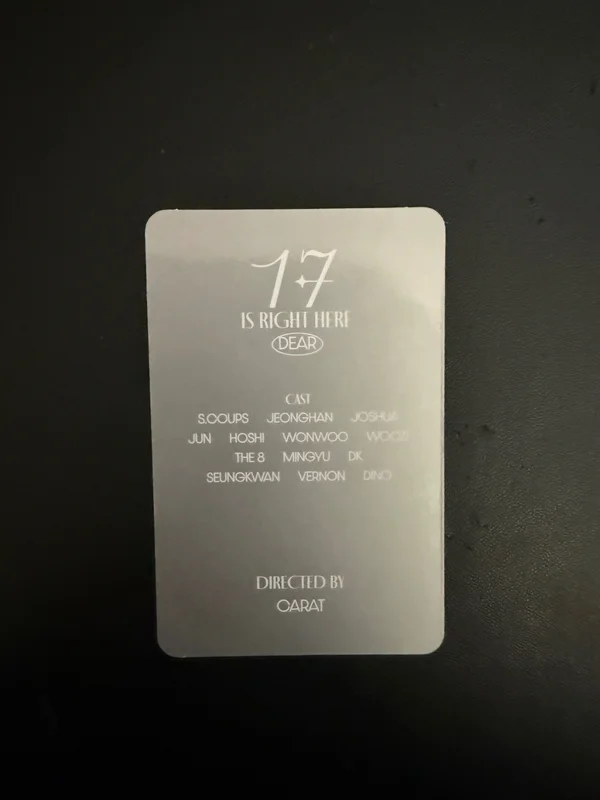 17
IS RIGHT HERE
DEAR
CAST
S.COUPS JEONGHAN JOSHUA
JUN HOSHI WONWOO WOOZI
THE 8 MINGYU DK
SEUNGKWAN VERNON DINO
DIRECTED BY
CARAT